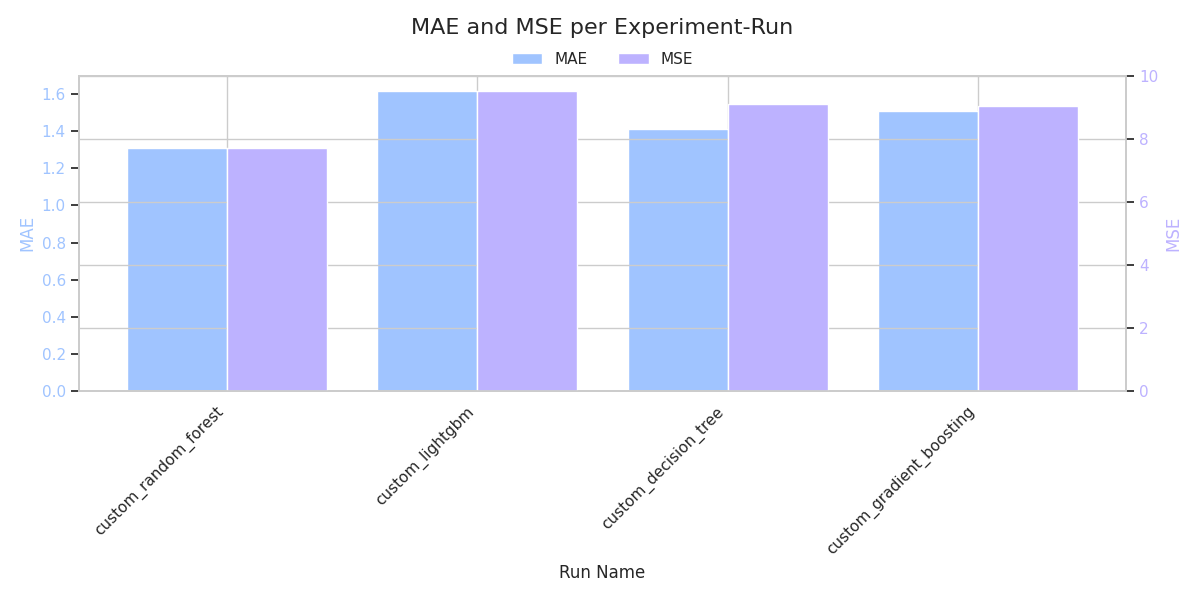 MAE and MSE per Experiment-Run
MAE MSE
1.6
1.4
1.2
1.0
0.8
0.6
0.4
0.2
0.0
MAE
10
8
6
4
2
0
MSE
custom_random_forest
custom_lightgbm
custom_decision_tree
custom_gradient_boosting
Run Name